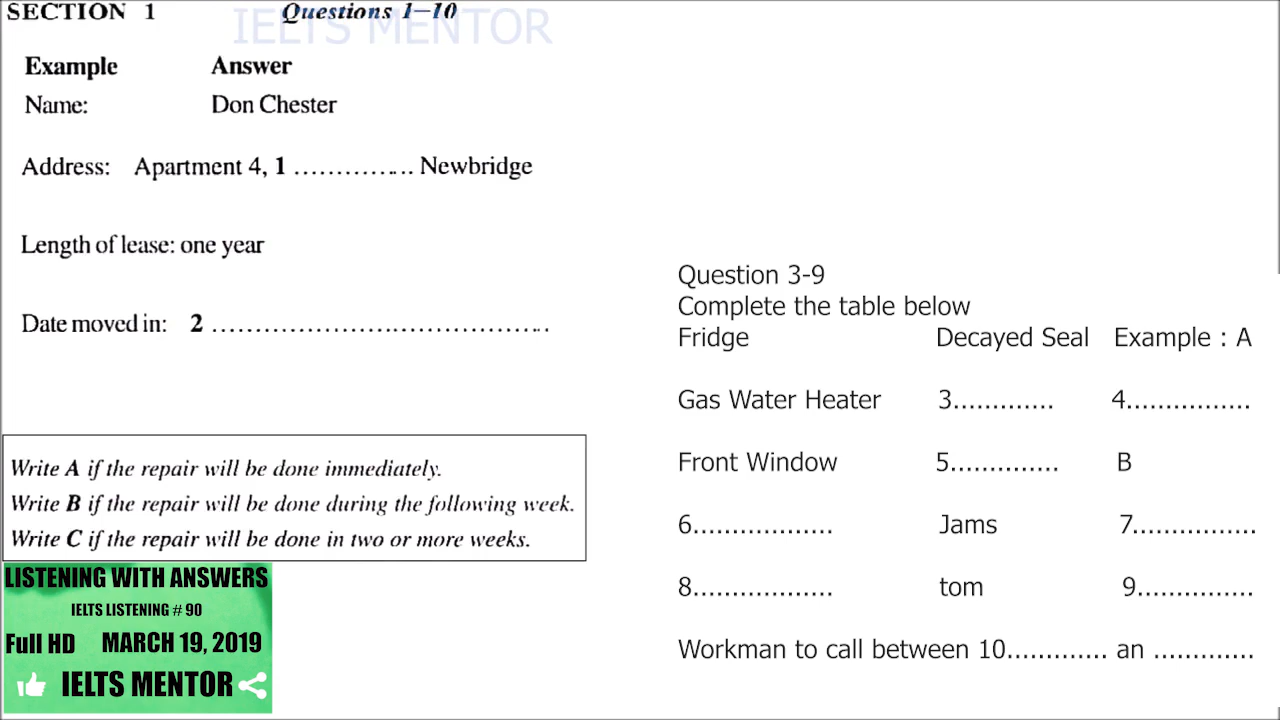 IELTS MENTOR
SECTION 1 Questions 1–10
Example Answer
Name: Don Chester
Address: Apartment 4, 1 .............. Newbridge
Length of lease: one year
Date moved in: 2 .......................................
Write A if the repair will be done immediately.
Write B if the repair will be done during the following week.
Write C if the repair will be done in two or more weeks.
LISTENING WITH ANSWERS
IELTS LISTENING # 90
Full HD MARCH 19, 2019
IELTS MENTOR
Question 3-9
Complete the table below
Fridge Decayed Seal Example : A
Gas Water Heater 3............. 4................
Front Window 5.............. B
6.................. Jams 7................
8.................. tom 9...............
Workman to call between 10............. an .............